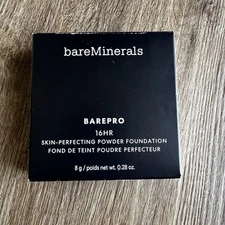 bareMinerals
BAREPRO
16HR
SKIN-PERFECTING POWDER FOUNDATION
FOND DE TEINT POUDRE PERFECTEUR
8 g / poids net wt. 0.28 oz.